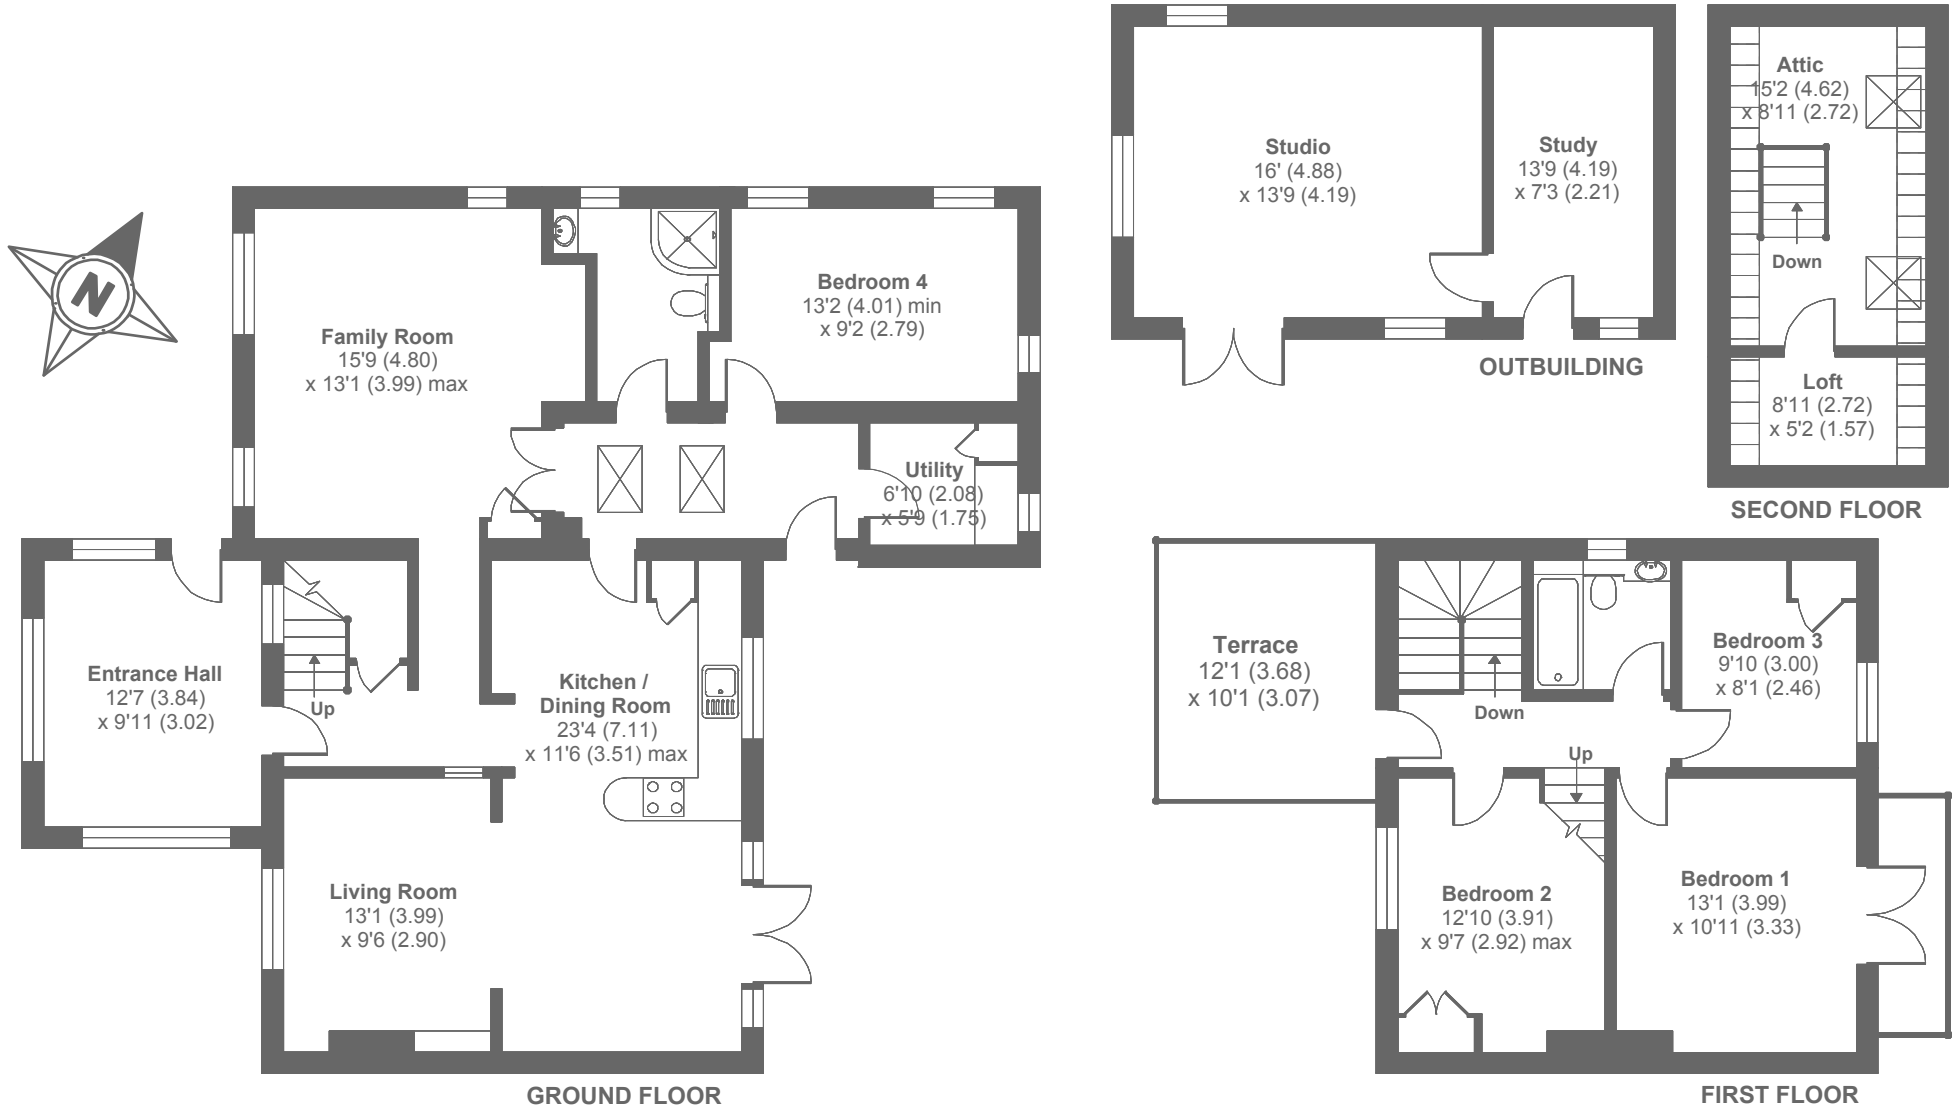 N
Family Room
15'9 (4.80)
x 13'1 (3.99) max
Bedroom 4
13'2 (4.01) min
x 9'2 (2.79)
Utility
6'10 (2.08)
x 5'9 (1.75)
Entrance Hall
12'7 (3.84)
x 9'11 (3.02)
Up
Kitchen /
Dining Room
23'4 (7.11)
x 11'6 (3.51) max
Living Room
13'1 (3.99)
x 9'6 (2.90)
GROUND FLOOR
Studio
16' (4.88)
x 13'9 (4.19)
Study
13'9 (4.19)
x 7'3 (2.21)
OUTBUILDING
Attic
15'2 (4.62)
x 8'11 (2.72)
Down
Loft
8'11 (2.72)
x 5'2 (1.57)
SECOND FLOOR
Terrace
12'1 (3.68)
x 10'1 (3.07)
Down
Up
Bedroom 3
9'10 (3.00)
x 8'1 (2.46)
Bedroom 2
12'10 (3.91)
x 9'7 (2.92) max
Bedroom 1
13'1 (3.99)
x 10'11 (3.33)
FIRST FLOOR